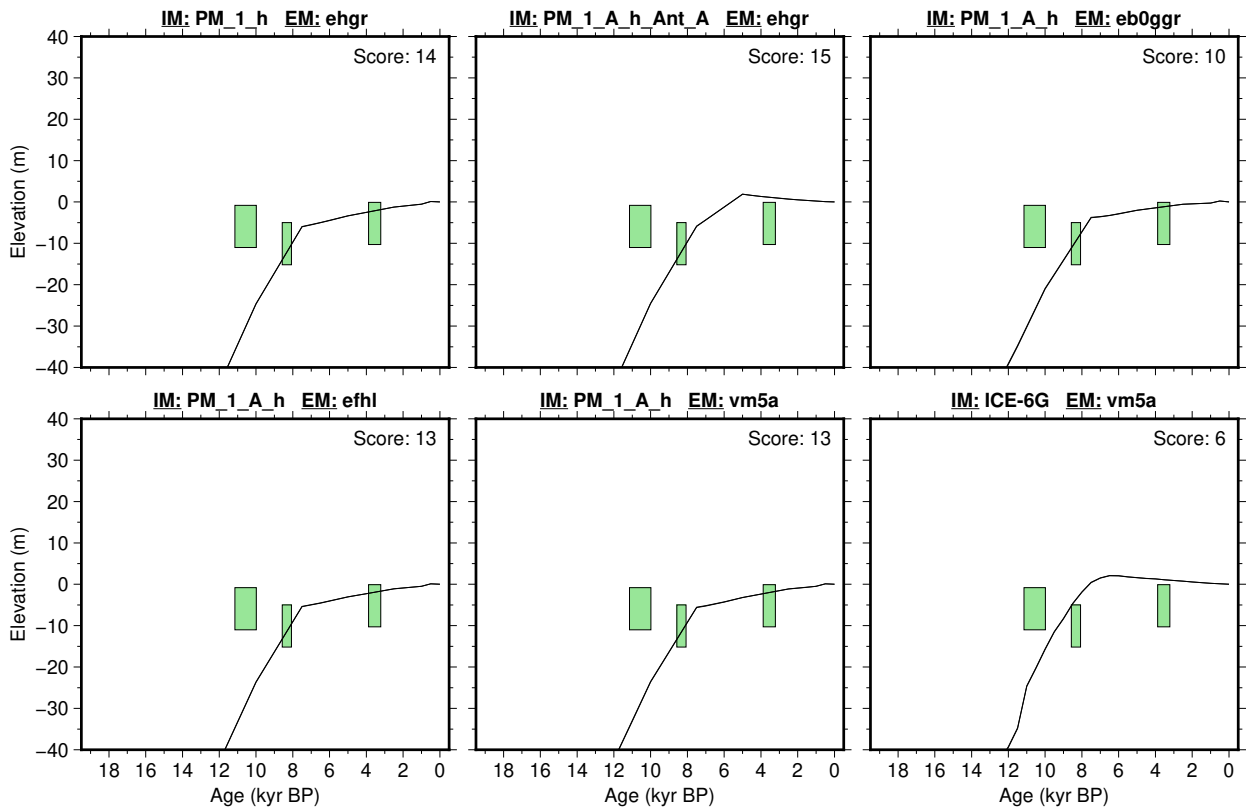 IM: PM_1_h EM: ehgr
IM: PM_1_A_h_Ant_A EM: ehgr
IM: PM_1_A_h EM: eb0ggr
Score: 14
Score: 15
Score: 10
40
30
20
10
0
−10
−20
−30
−40
Elevation (m)
IM: PM_1_A_h EM: efhl
IM: PM_1_A_h EM: vm5a
IM: ICE-6G EM: vm5a
Score: 13
Score: 13
Score: 6
40
30
20
10
0
−10
−20
−30
−40
Elevation (m)
18 16 14 12 10 8 6 4 2 0
18 16 14 12 10 8 6 4 2 0
18 16 14 12 10 8 6 4 2 0
Age (kyr BP)
Age (kyr BP)
Age (kyr BP)